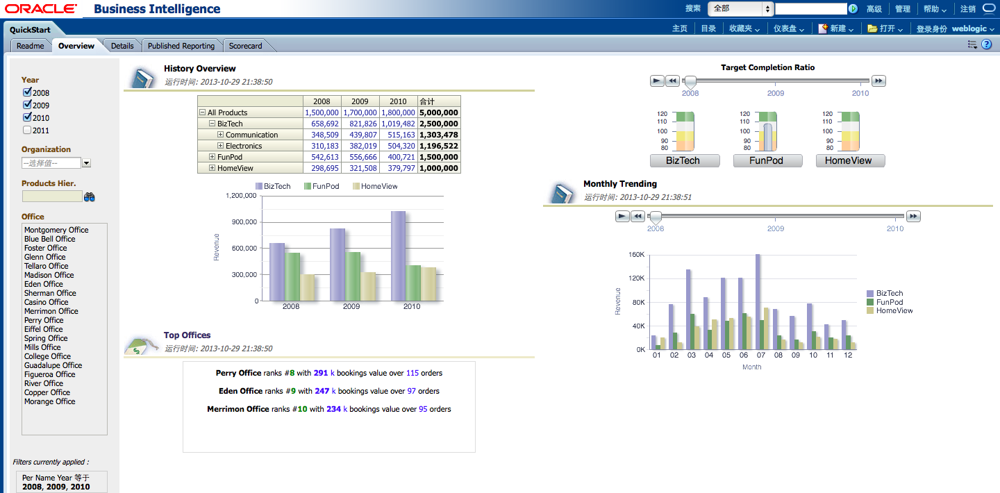 ORACLE Business Intelligence 搜索 全部 高级 管理 帮助 注销
QuickStart 主页 目录 收藏夹 仪表盘 新建 打开 登录身份 weblogic
Readme Overview Details Published Reporting Scorecard
Year
2008
2009
2010
2011
Organization
--选择值--
Products Hier.
Office
Montgomery Office
Blue Bell Office
Foster Office
Glenn Office
Tellaro Office
Madison Office
Eden Office
Sherman Office
Casino Office
Merrimon Office
Perry Office
Eiffel Office
Spring Office
Mills Office
College Office
Guadalupe Office
Figueroa Office
River Office
Copper Office
Morange Office
Filters currently applied :
Per Name Year 等于
2008, 2009, 2010
History Overview
运行时间: 2013-10-29 21:38:50
2008 2009 2010 合计
All Products 1,500,000 1,700,000 1,800,000 5,000,000
BizTech 658,692 821,826 1,019,482 2,500,000
Communication 348,509 439,807 515,163 1,303,478
Electronics 310,183 382,019 504,320 1,196,522
FunPod 542,613 556,666 400,721 1,500,000
HomeView 298,695 321,508 379,797 1,000,000
BizTech FunPod HomeView
1,200,000
900,000
600,000
300,000
0
Revenue
2008 2009 2010
Top Offices
运行时间: 2013-10-29 21:38:50
Perry Office ranks #8 with 291 k bookings value over 115 orders
Eden Office ranks #9 with 247 k bookings value over 97 orders
Merrimon Office ranks #10 with 234 k bookings value over 95 orders
Target Completion Ratio
2008 2009 2010
120 120 120
110 110 110
100 100 100
90 90 90
80 80 80
BizTech FunPod HomeView
Monthly Trending
运行时间: 2013-10-29 21:38:51
2008 2009 2010
160K
120K
80K
40K
0K
Revenue
01 02 03 04 05 06 07 08 09 10 11 12
Month
BizTech
FunPod
HomeView